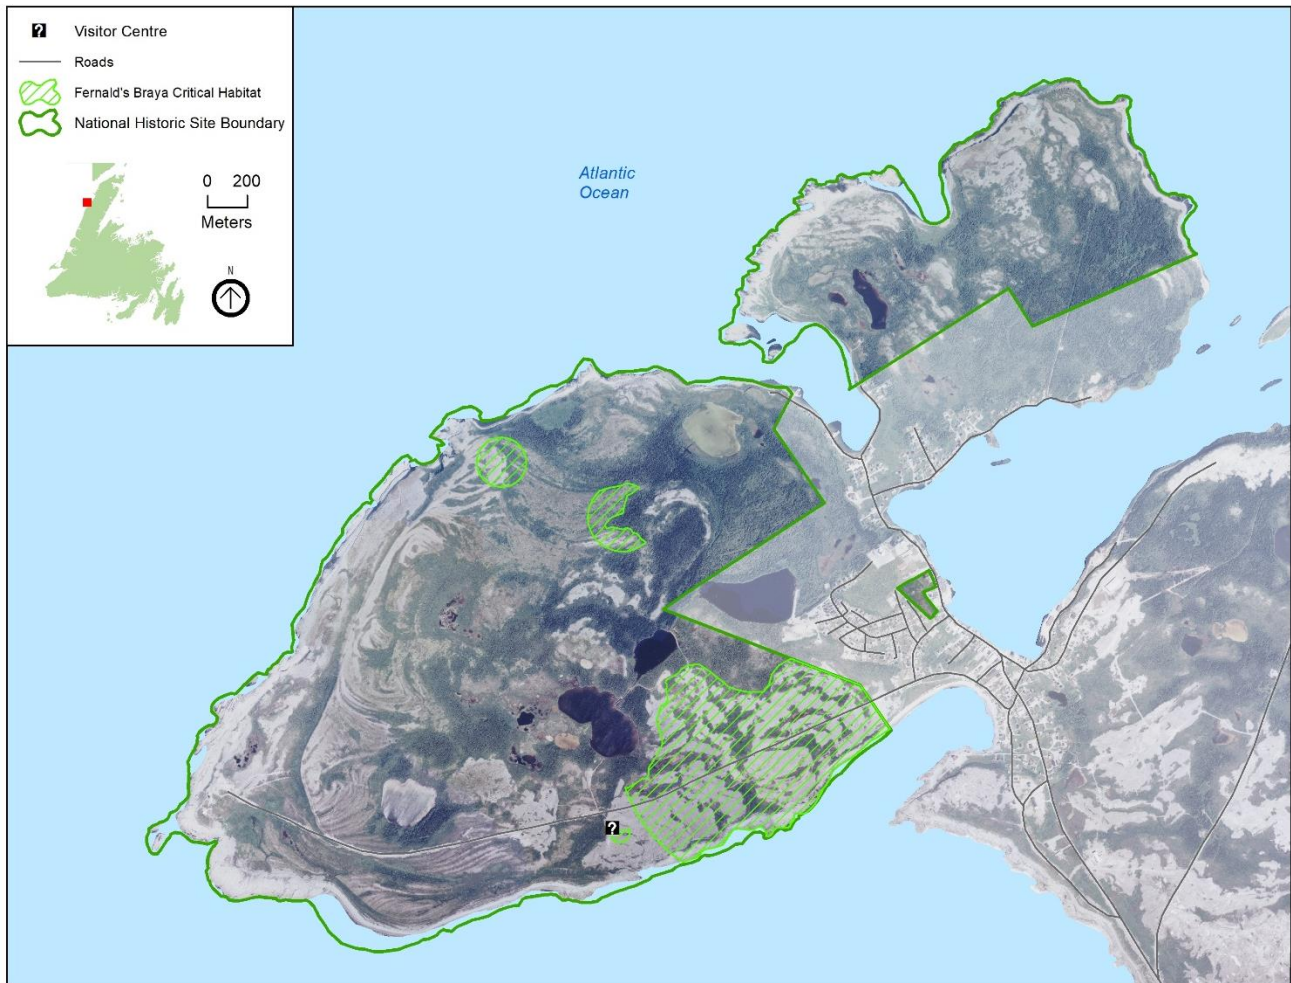 ?
Visitor Centre
Roads
Fernald's Braya Critical Habitat
National Historic Site Boundary
0 200
Meters
N
Atlantic
Ocean
?